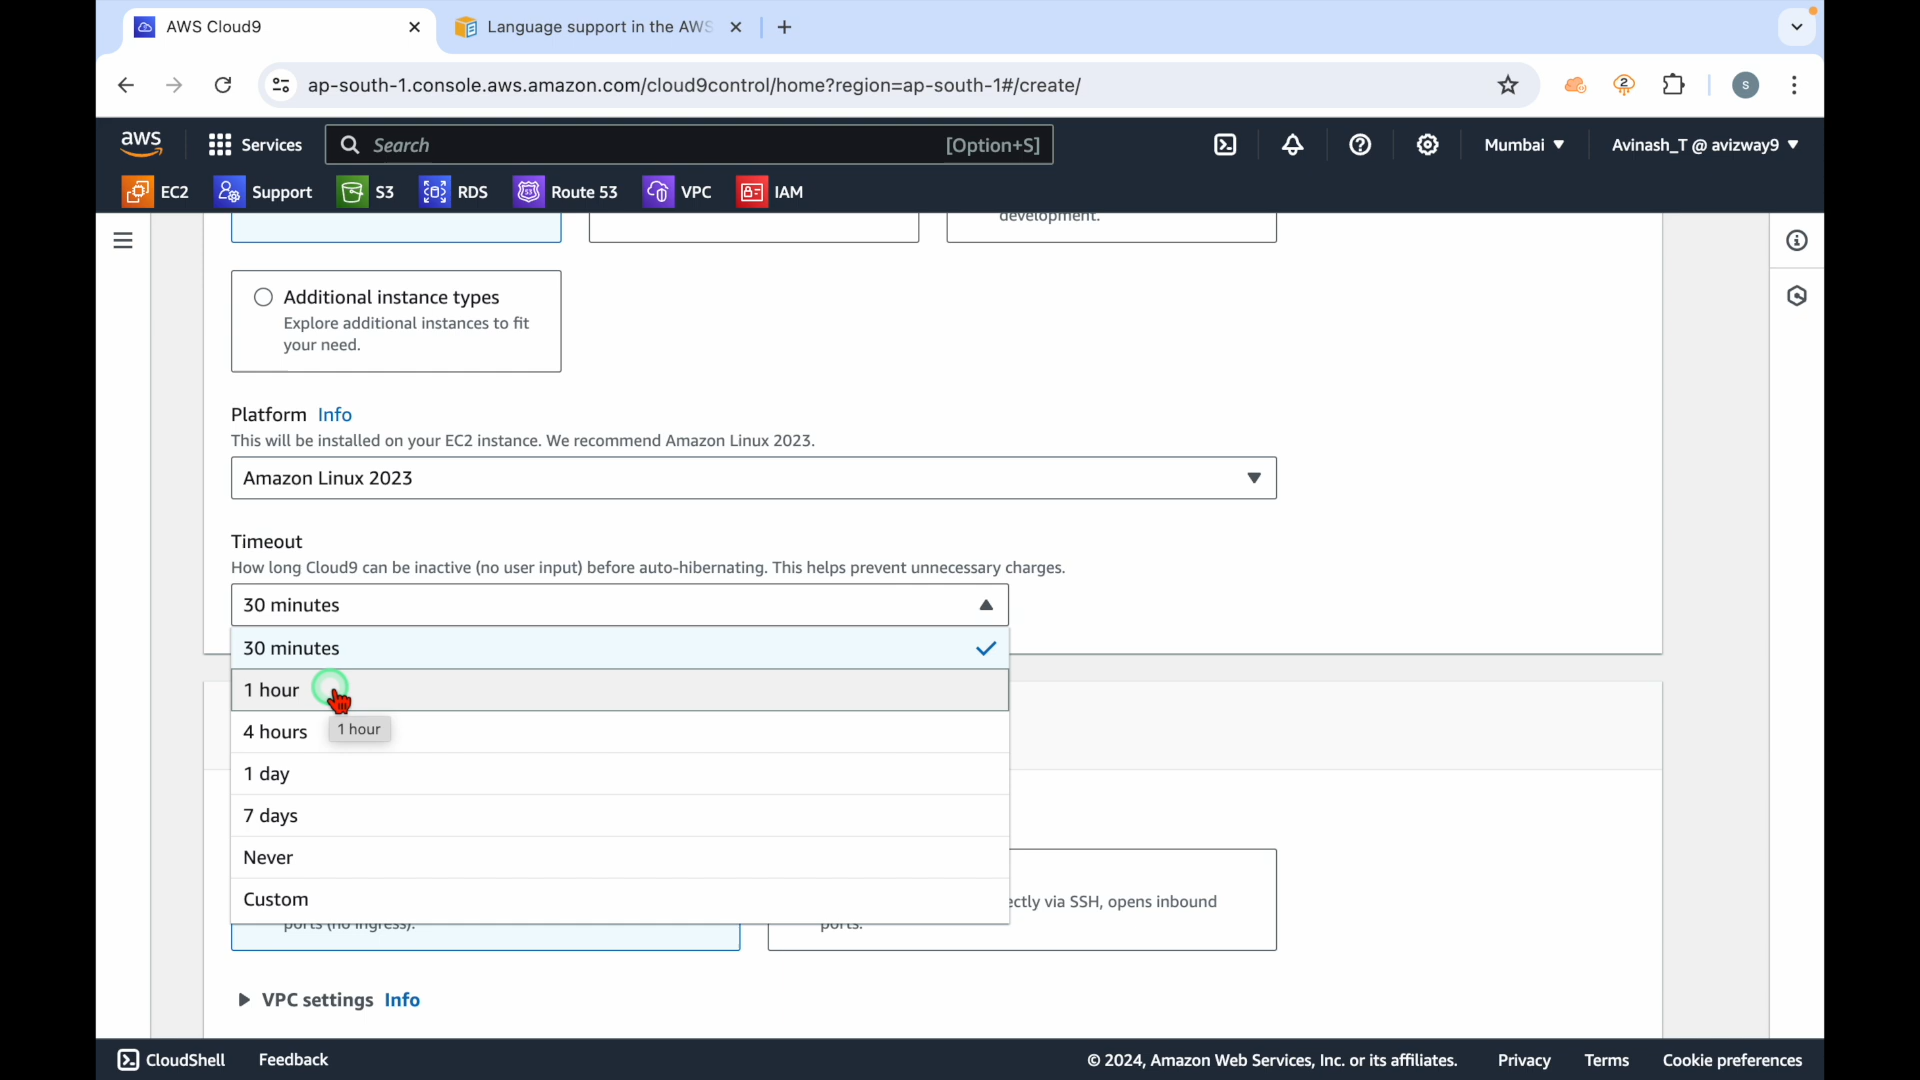 AWS Cloud9
Language support in the AWS
ap-south-1.console.aws.amazon.com/cloud9control/home?region=ap-south-1#/create/
2
s
aws
Services
Search
[Option+S]
Mumbai
Avinash_T @ avizway9
EC2
Support
S3
RDS
Route 53
VPC
IAM
development.
Additional instance types
Explore additional instances to fit
your need.
Platform Info
This will be installed on your EC2 instance. We recommend Amazon Linux 2023.
Amazon Linux 2023
Timeout
How long Cloud9 can be inactive (no user input) before auto-hibernating. This helps prevent unnecessary charges.
30 minutes
30 minutes
1 hour
4 hours
1 hour
1 day
7 days
Never
Custom
ectly via SSH, opens inbound
ports (no ingress).
ports.
VPC settings Info
CloudShell
Feedback
© 2024, Amazon Web Services, Inc. or its affiliates.
Privacy
Terms
Cookie preferences